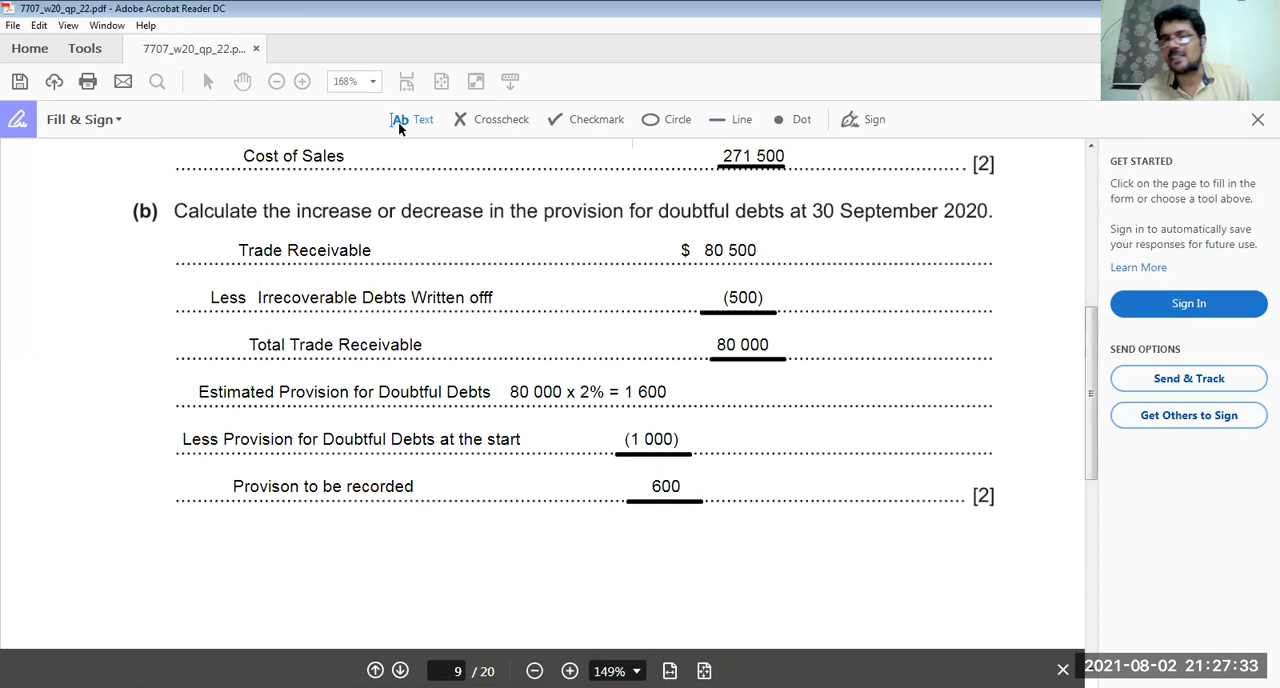 7707_w20_qp_22.pdf - Adobe Acrobat Reader DC
File Edit View Window Help
Home Tools 7707_w20_qp_22.p... ×
168%
Fill & Sign
Ab Text Crosscheck Checkmark Circle Line Dot Sign
Cost of Sales 271 500 [2]
(b) Calculate the increase or decrease in the provision for doubtful debts at 30 September 2020.
Trade Receivable $ 80 500
Less Irrecoverable Debts Written offf (500)
Total Trade Receivable 80 000
Estimated Provision for Doubtful Debts 80 000 x 2% = 1 600
Less Provision for Doubtful Debts at the start (1 000)
Provison to be recorded 600 [2]
GET STARTED
Click on the page to fill in the
form or choose a tool above.
Sign in to automatically save
your responses for future use.
Learn More
Sign In
SEND OPTIONS
Send & Track
Get Others to Sign
9 / 20 149%
2021-08-02 21:27:33